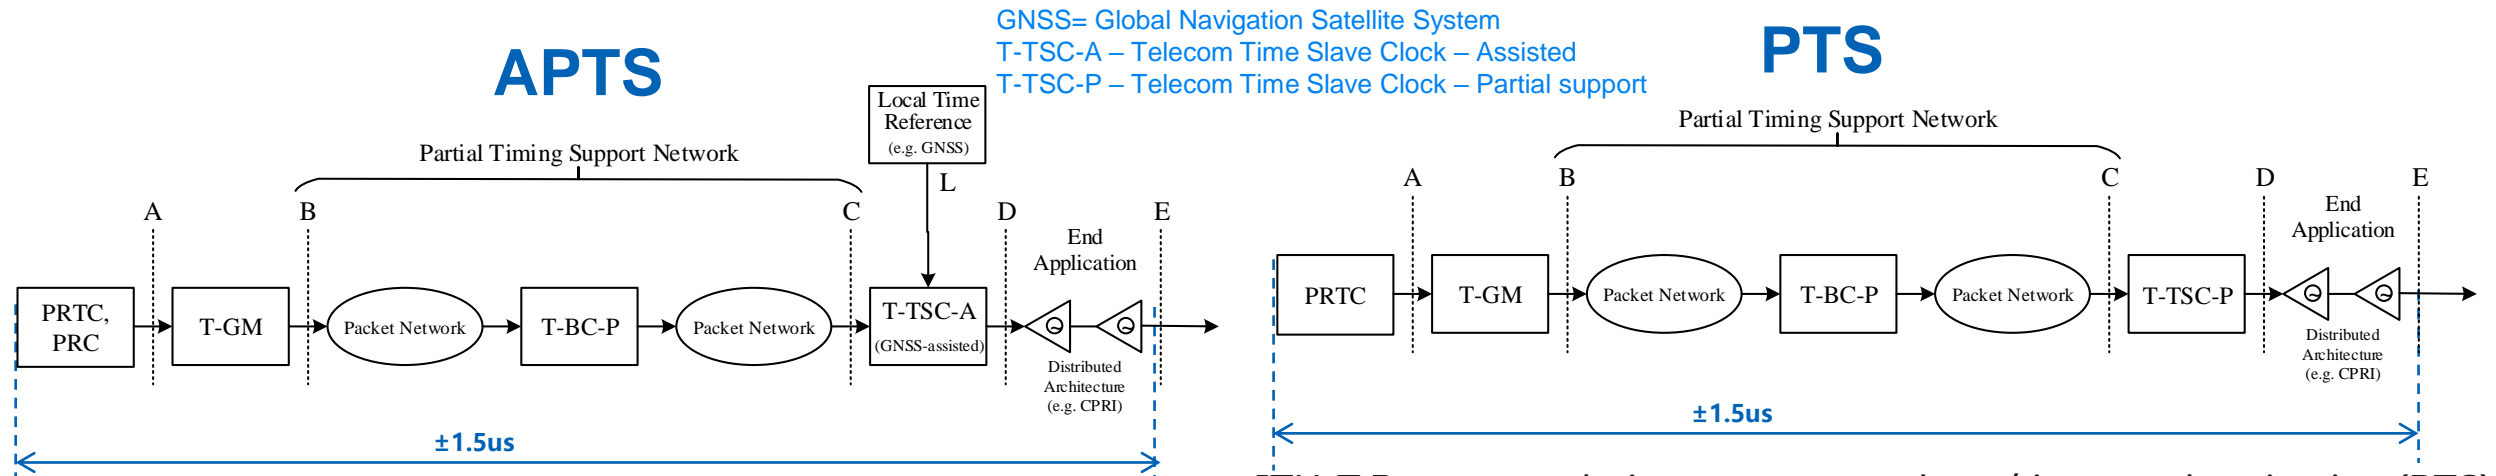 GNSS= Global Navigation Satellite System
T-TSC-A – Telecom Time Slave Clock – Assisted
T-TSC-P – Telecom Time Slave Clock – Partial support
APTS
Local Time
Reference
(e.g. GNSS)
L
Partial Timing Support Network
A
B
C
D
E
End
Application
PRTC,
PRC
T-GM
Packet Network
T-BC-P
Packet Network
T-TSC-A
(GNSS-assisted)
Distributed
Architecture
(e.g. CPRI)
±1.5us
PTS
Partial Timing Support Network
A
B
C
D
E
End
Application
PRTC
T-GM
Packet Network
T-BC-P
Packet Network
T-TSC-P
Distributed
Architecture
(e.g. CPRI)
±1.5us